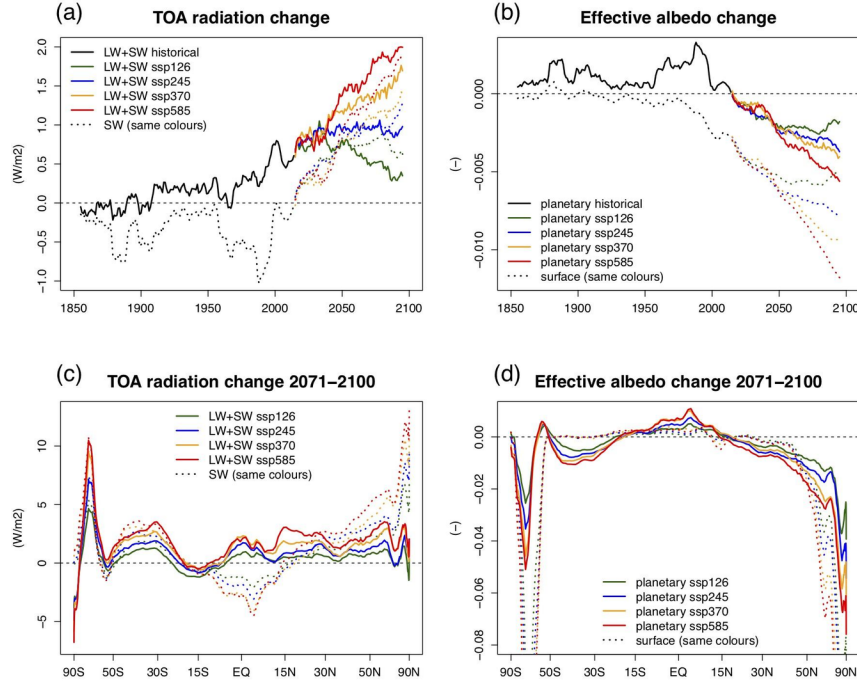 (a)
TOA radiation change
LW+SW historical
LW+SW ssp126
LW+SW ssp245
LW+SW ssp370
LW+SW ssp585
SW (same colours)
(W/m2)
2.0
1.5
1.0
0.5
0.0
−0.5
−1.0
1850
1900
1950
2000
2050
2100
(b)
Effective albedo change
(−)
0.000
−0.005
−0.010
planetary historical
planetary ssp126
planetary ssp245
planetary ssp370
planetary ssp585
surface (same colours)
1850
1900
1950
2000
2050
2100
(c)
TOA radiation change 2071−2100
LW+SW ssp126
LW+SW ssp245
LW+SW ssp370
LW+SW ssp585
SW (same colours)
(W/m2)
10
5
0
−5
90S
50S
30S
15S
EQ
15N
30N
50N
90N
(d)
Effective albedo change 2071−2100
(−)
0.00
−0.02
−0.04
−0.06
−0.08
planetary ssp126
planetary ssp245
planetary ssp370
planetary ssp585
surface (same colours)
90S
50S
30S
15S
EQ
15N
30N
50N
90N